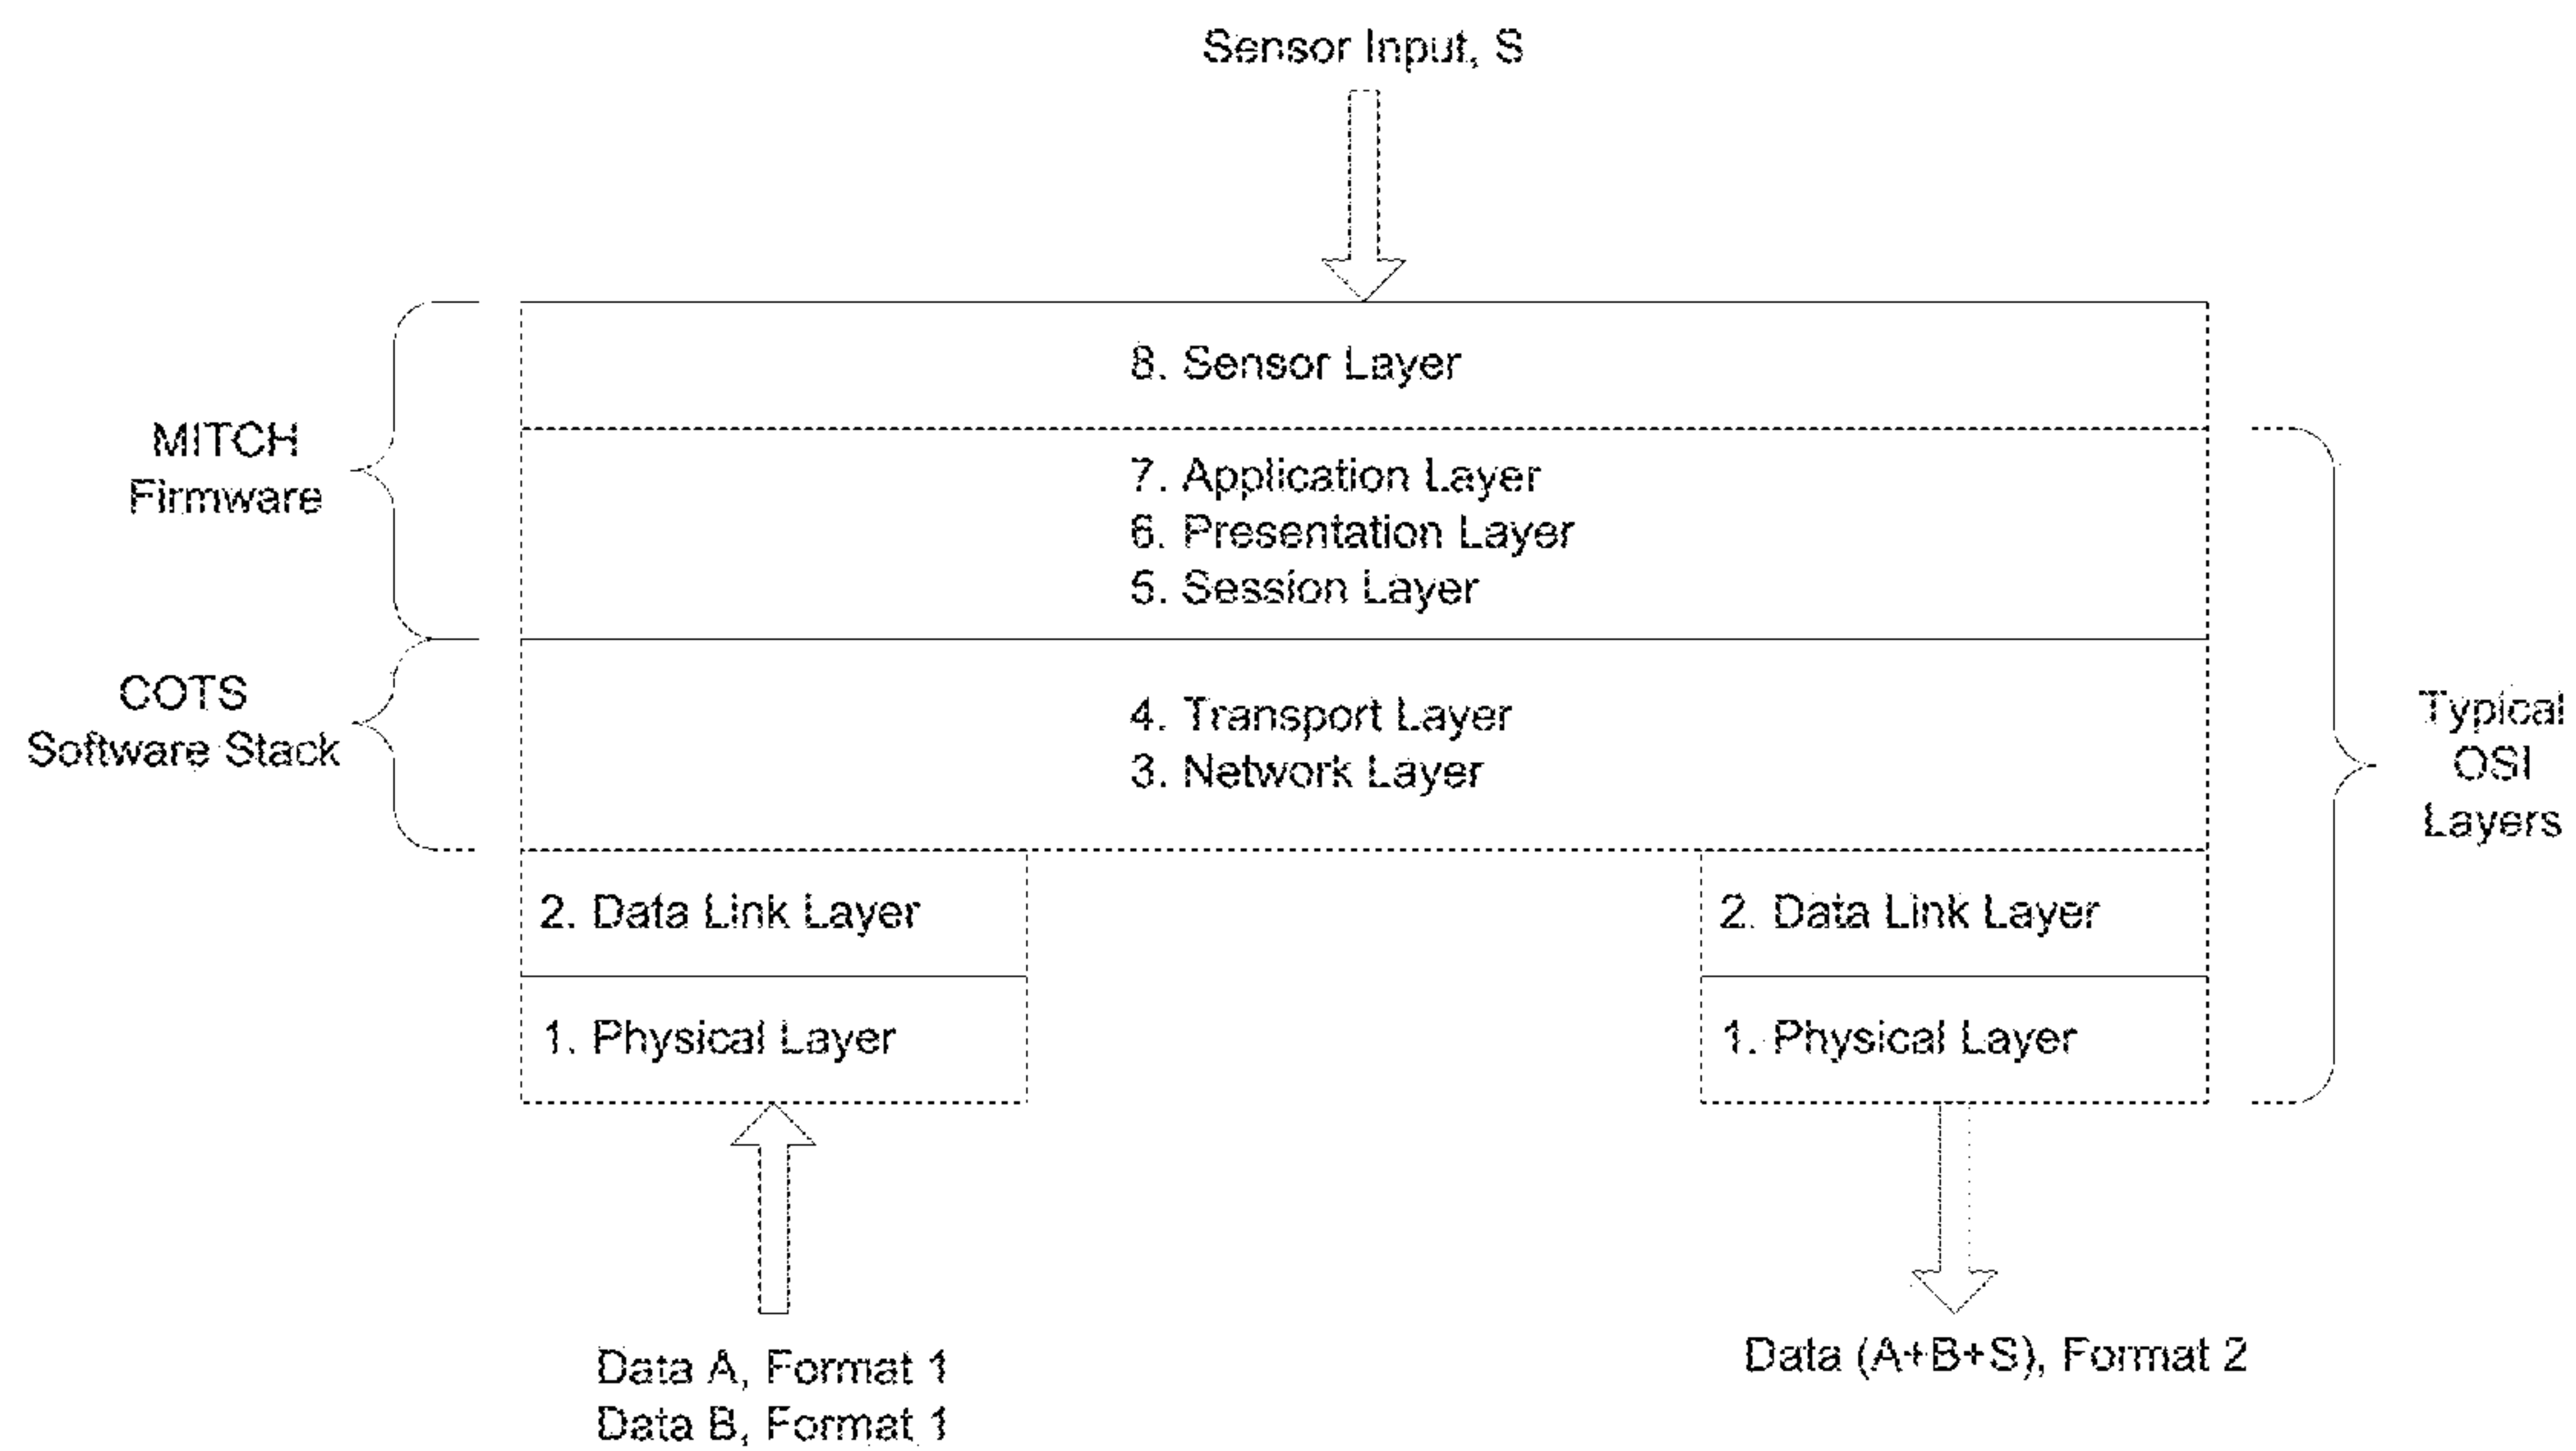 Sensor Input, S
8. Sensor Layer
MITCH
Firmware
7. Application Layer
6. Presentation Layer
5. Session Layer
COTS
Software Stack
4. Transport Layer
3. Network Layer
Typical
OSI
Layers
2. Data Link Layer
2. Data Link Layer
1. Physical Layer
1. Physical Layer
Data A, Format 1
Data B, Format 1
Data (A+B+S), Format 2